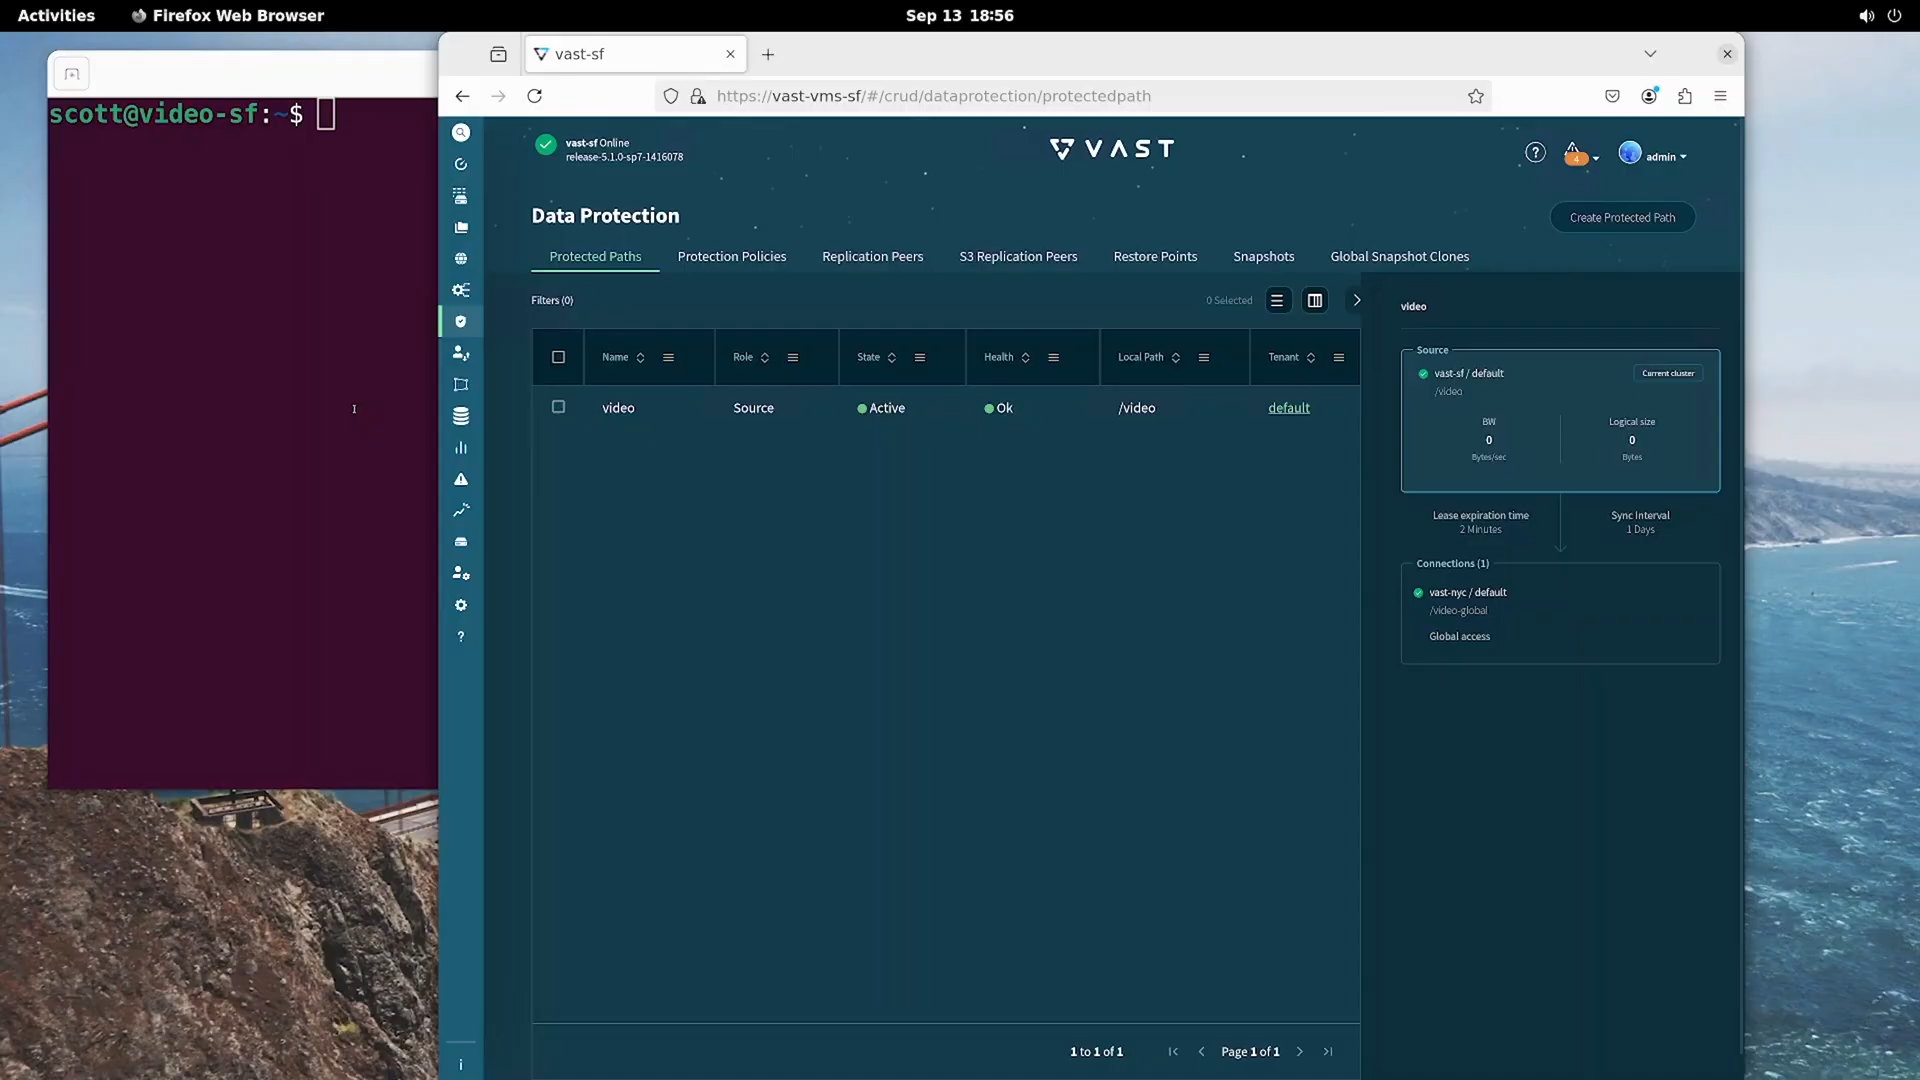 Activities
Firefox Web Browser
Sep 13 18:56
vast-sf
scott@video-sf:~$
https://vast-vms-sf/#/crud/dataprotection/protectedpath
vast-sf Online
release-5.1.0-sp7-1416078
VAST
4
admin
Data Protection
Create Protected Path
Protected Paths
Protection Policies
Replication Peers
S3 Replication Peers
Restore Points
Snapshots
Global Snapshot Clones
Filters (0)
0 Selected
Name
Role
State
Health
Local Path
Tenant
video
Source
Active
Ok
/video
default
1 to 1 of 1
Page 1 of 1
video
Source
vast-sf / default
Current cluster
/video
BW
Logical size
0
0
Bytes/sec
Bytes
Lease expiration time
Sync Interval
2 Minutes
1 Days
Connections (1)
vast-nyc / default
/video-global
Global access